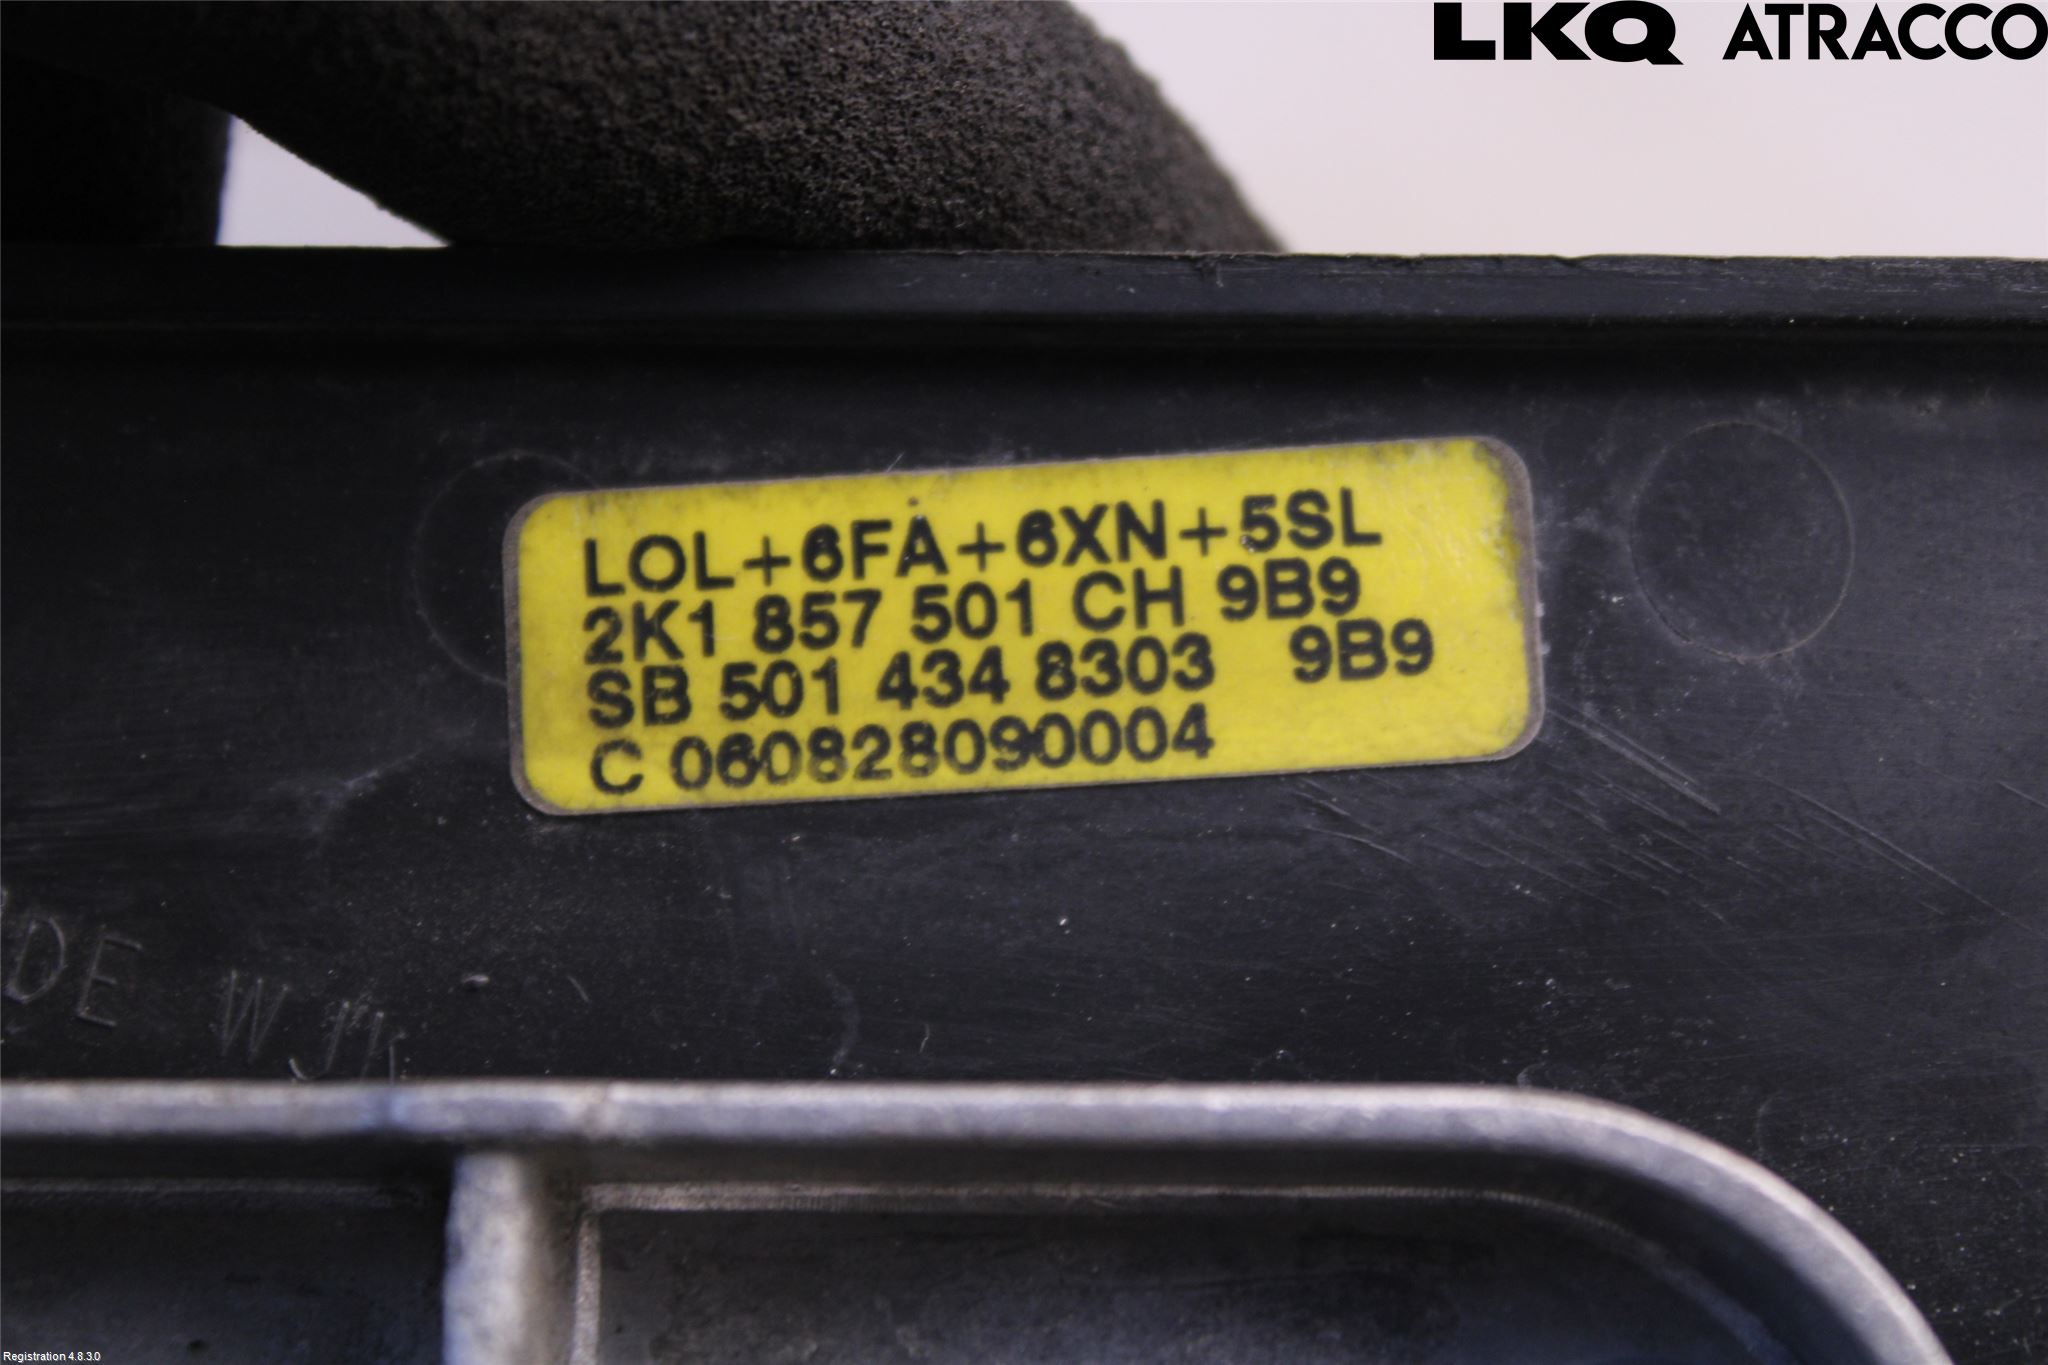 LKQ ATRACCO
LOL+6FA+6XN+5SL
2K1 857 501 CH 9B9
SB 501 434 8303 9B9
C 060828090004
DE W
Registration 4.8.3.0